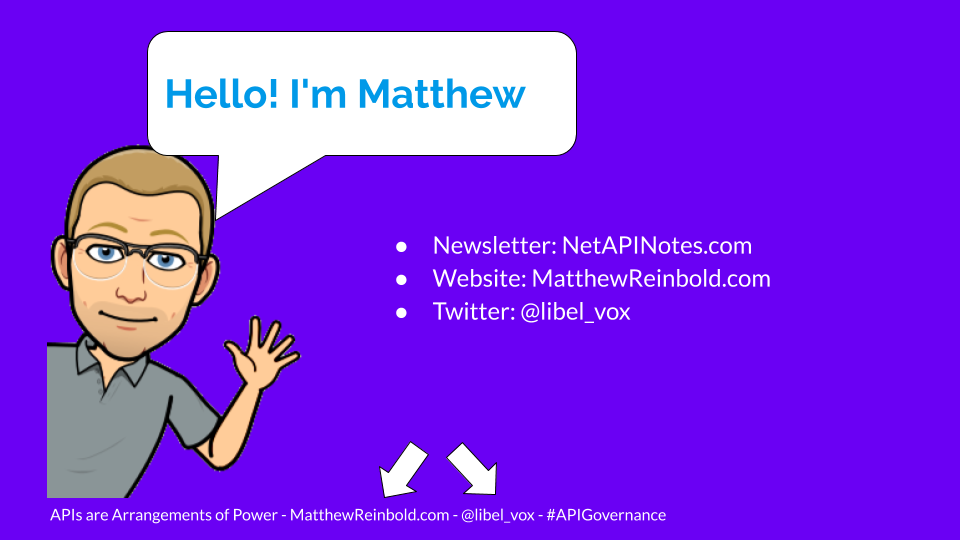 Hello! I'm Matthew
● Newsletter: NetAPINotes.com
● Website: MatthewReinbold.com
● Twitter: @libel_vox
APIs are Arrangements of Power - MatthewReinbold.com - @libel_vox - #APIGovernance